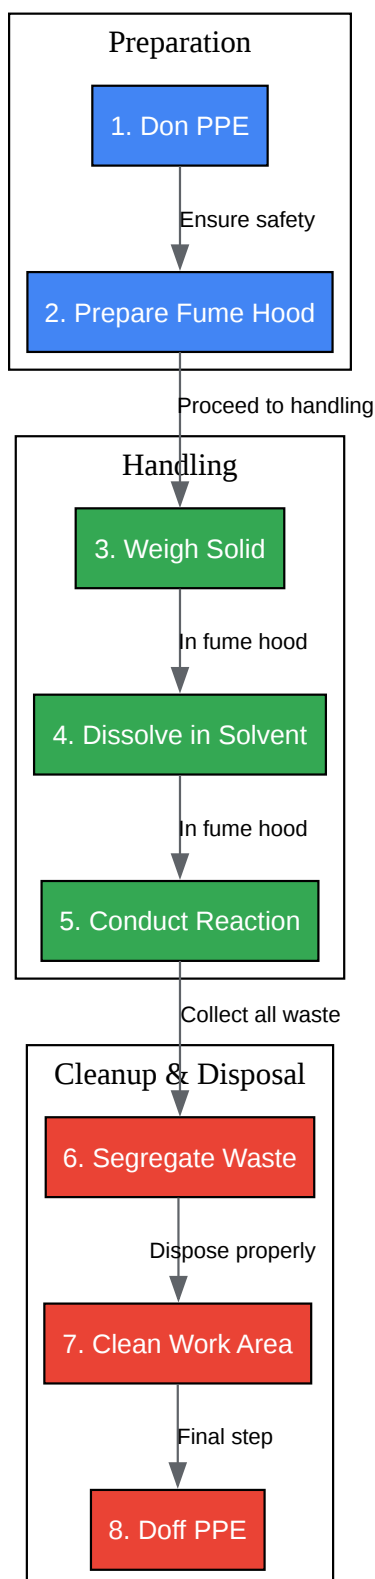 Preparation
1. Don PPE
Ensure safety
2. Prepare Fume Hood
Proceed to handling
Handling
3. Weigh Solid
In fume hood
4. Dissolve in Solvent
In fume hood
5. Conduct Reaction
Collect all waste
Cleanup & Disposal
6. Segregate Waste
Dispose properly
7. Clean Work Area
Final step
8. Doff PPE